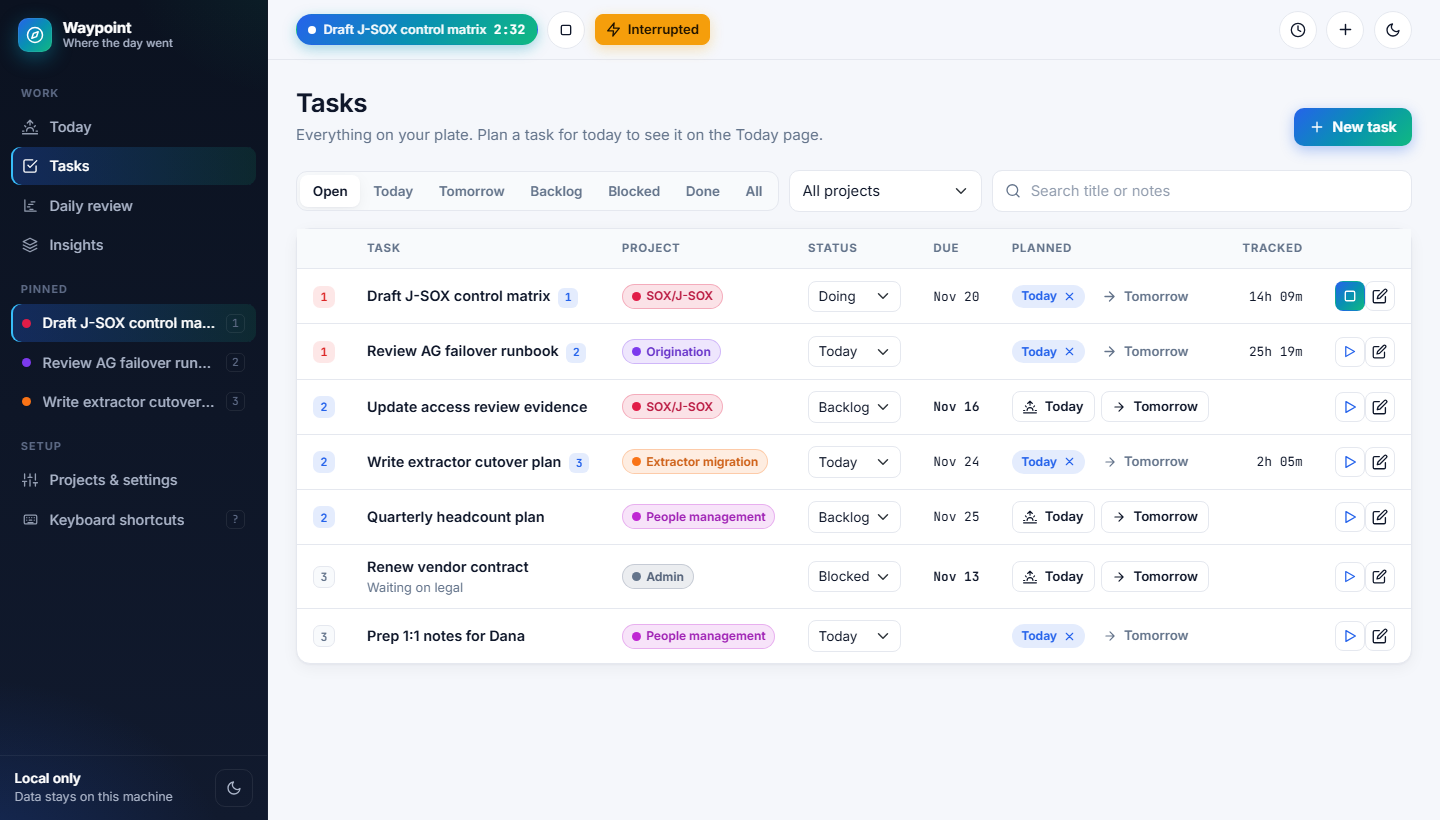 Waypoint
Where the day went
WORK
Today
Tasks
Daily review
Insights
PINNED
Draft J-SOX control ma... 1
Review AG failover run... 2
Write extractor cutover... 3
SETUP
Projects & settings
Keyboard shortcuts ?
Local only
Data stays on this machine
Draft J-SOX control matrix 2:32
Interrupted
Tasks
Everything on your plate. Plan a task for today to see it on the Today page.
New task
Open Today Tomorrow Backlog Blocked Done All
All projects
Search title or notes
TASK PROJECT STATUS DUE PLANNED TRACKED
1 Draft J-SOX control matrix 1 SOX/J-SOX Doing Nov 20 Today × → Tomorrow 14h 09m
1 Review AG failover runbook 2 Origination Today Today × → Tomorrow 25h 19m
2 Update access review evidence SOX/J-SOX Backlog Nov 16 Today → Tomorrow
2 Write extractor cutover plan 3 Extractor migration Today Nov 24 Today × → Tomorrow 2h 05m
2 Quarterly headcount plan People management Backlog Nov 25 Today → Tomorrow
3 Renew vendor contract Admin Blocked Nov 13 Today → Tomorrow
Waiting on legal
3 Prep 1:1 notes for Dana People management Today Today × → Tomorrow